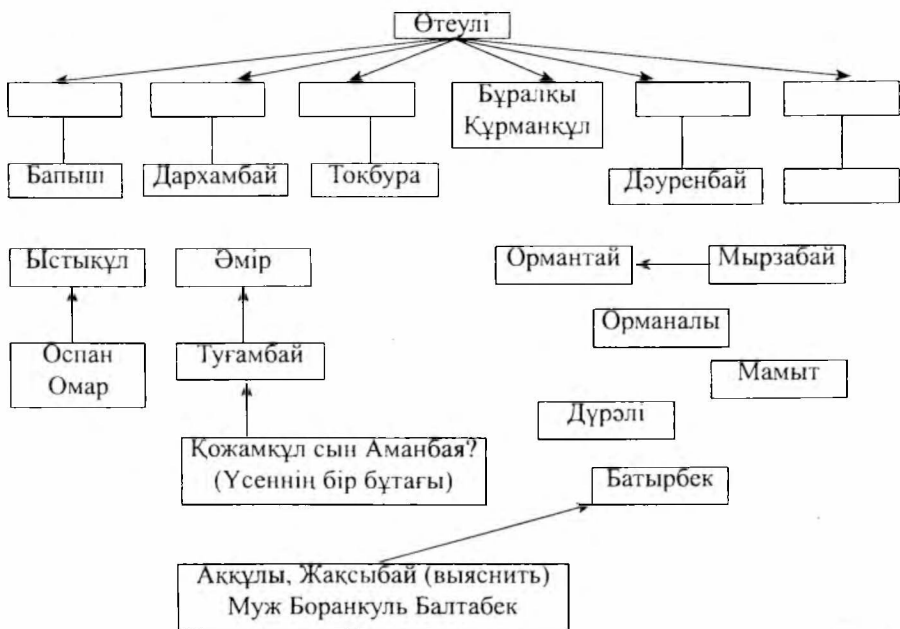 Өтеулі
Бұралқы
Құрманқұл
Бапыш
Дархамбай
Тоқбура
Дәуренбай
Ыстықұл
Әмір
Ормантай
Мырзабай
Орманалы
Оспан
Омар
Туғамбай
Мамыт
Дүрәлі
Қожамқұл сын Аманбая?
(Үсеннің бір бұтағы)
Батырбек
Аққұлы, Жақсыбай (выяснить)
Муж Боранкуль Балтабек